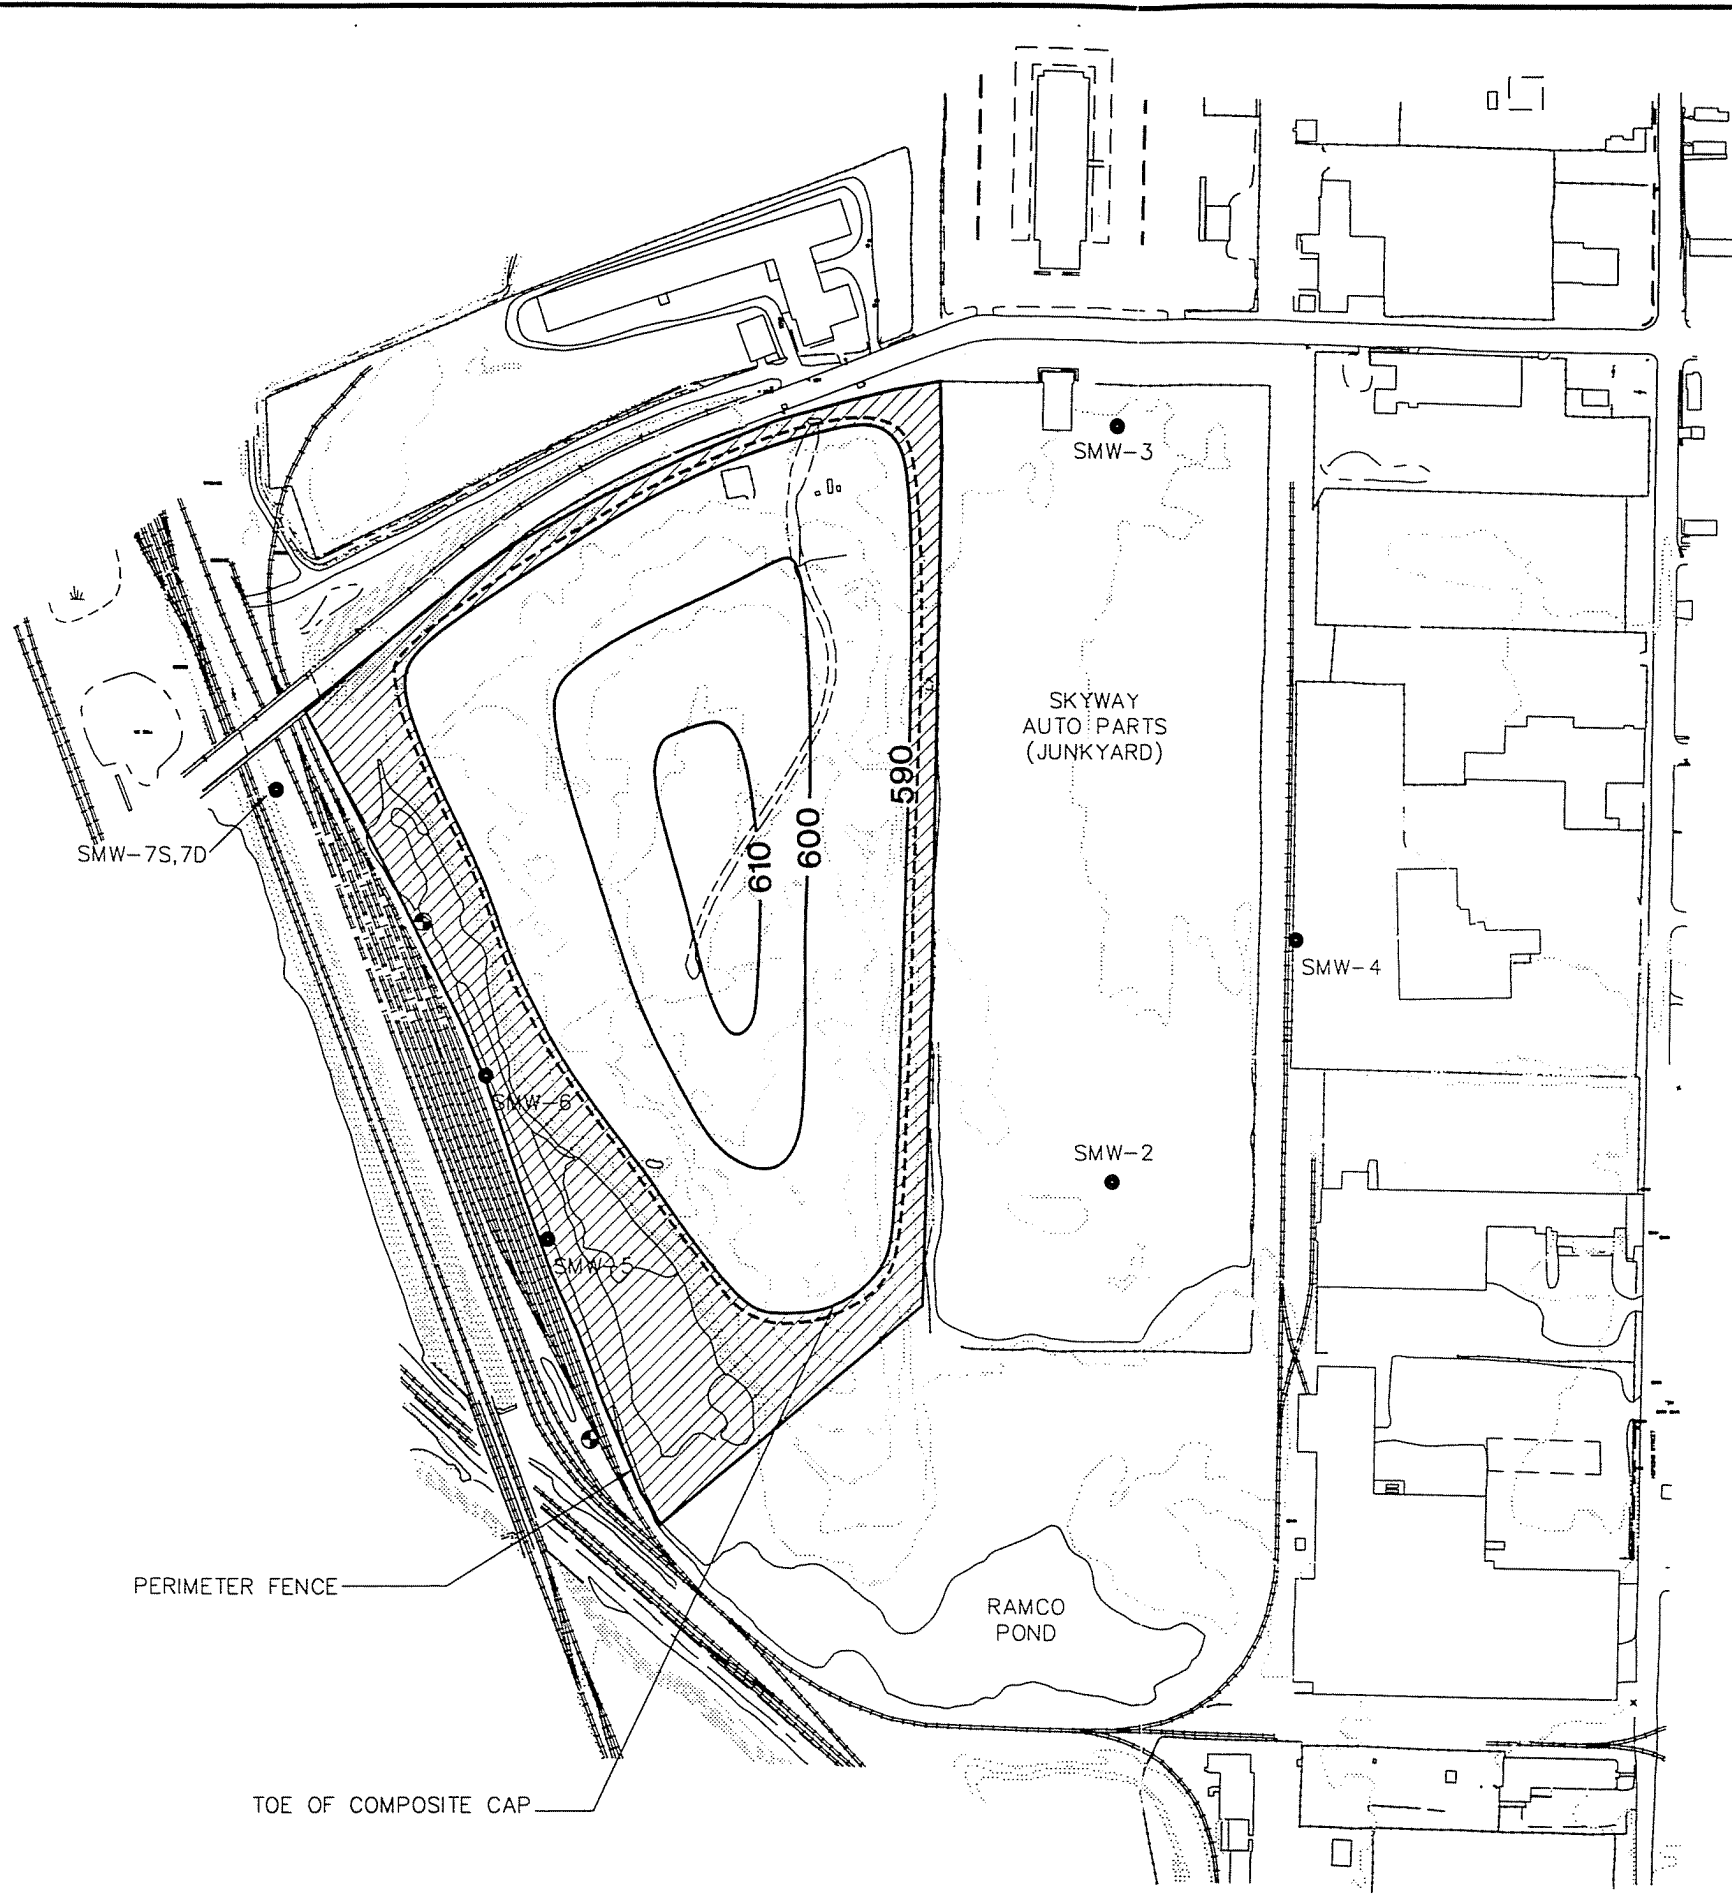 SMW-3
SKYWAY
AUTO PARTS
(JUNKYARD)
590
600
610
SMW-7S,7D
SMW-4
SMW-6
SMW-2
SMW-5
PERIMETER FENCE
RAMCO
POND
TOE OF COMPOSITE CAP